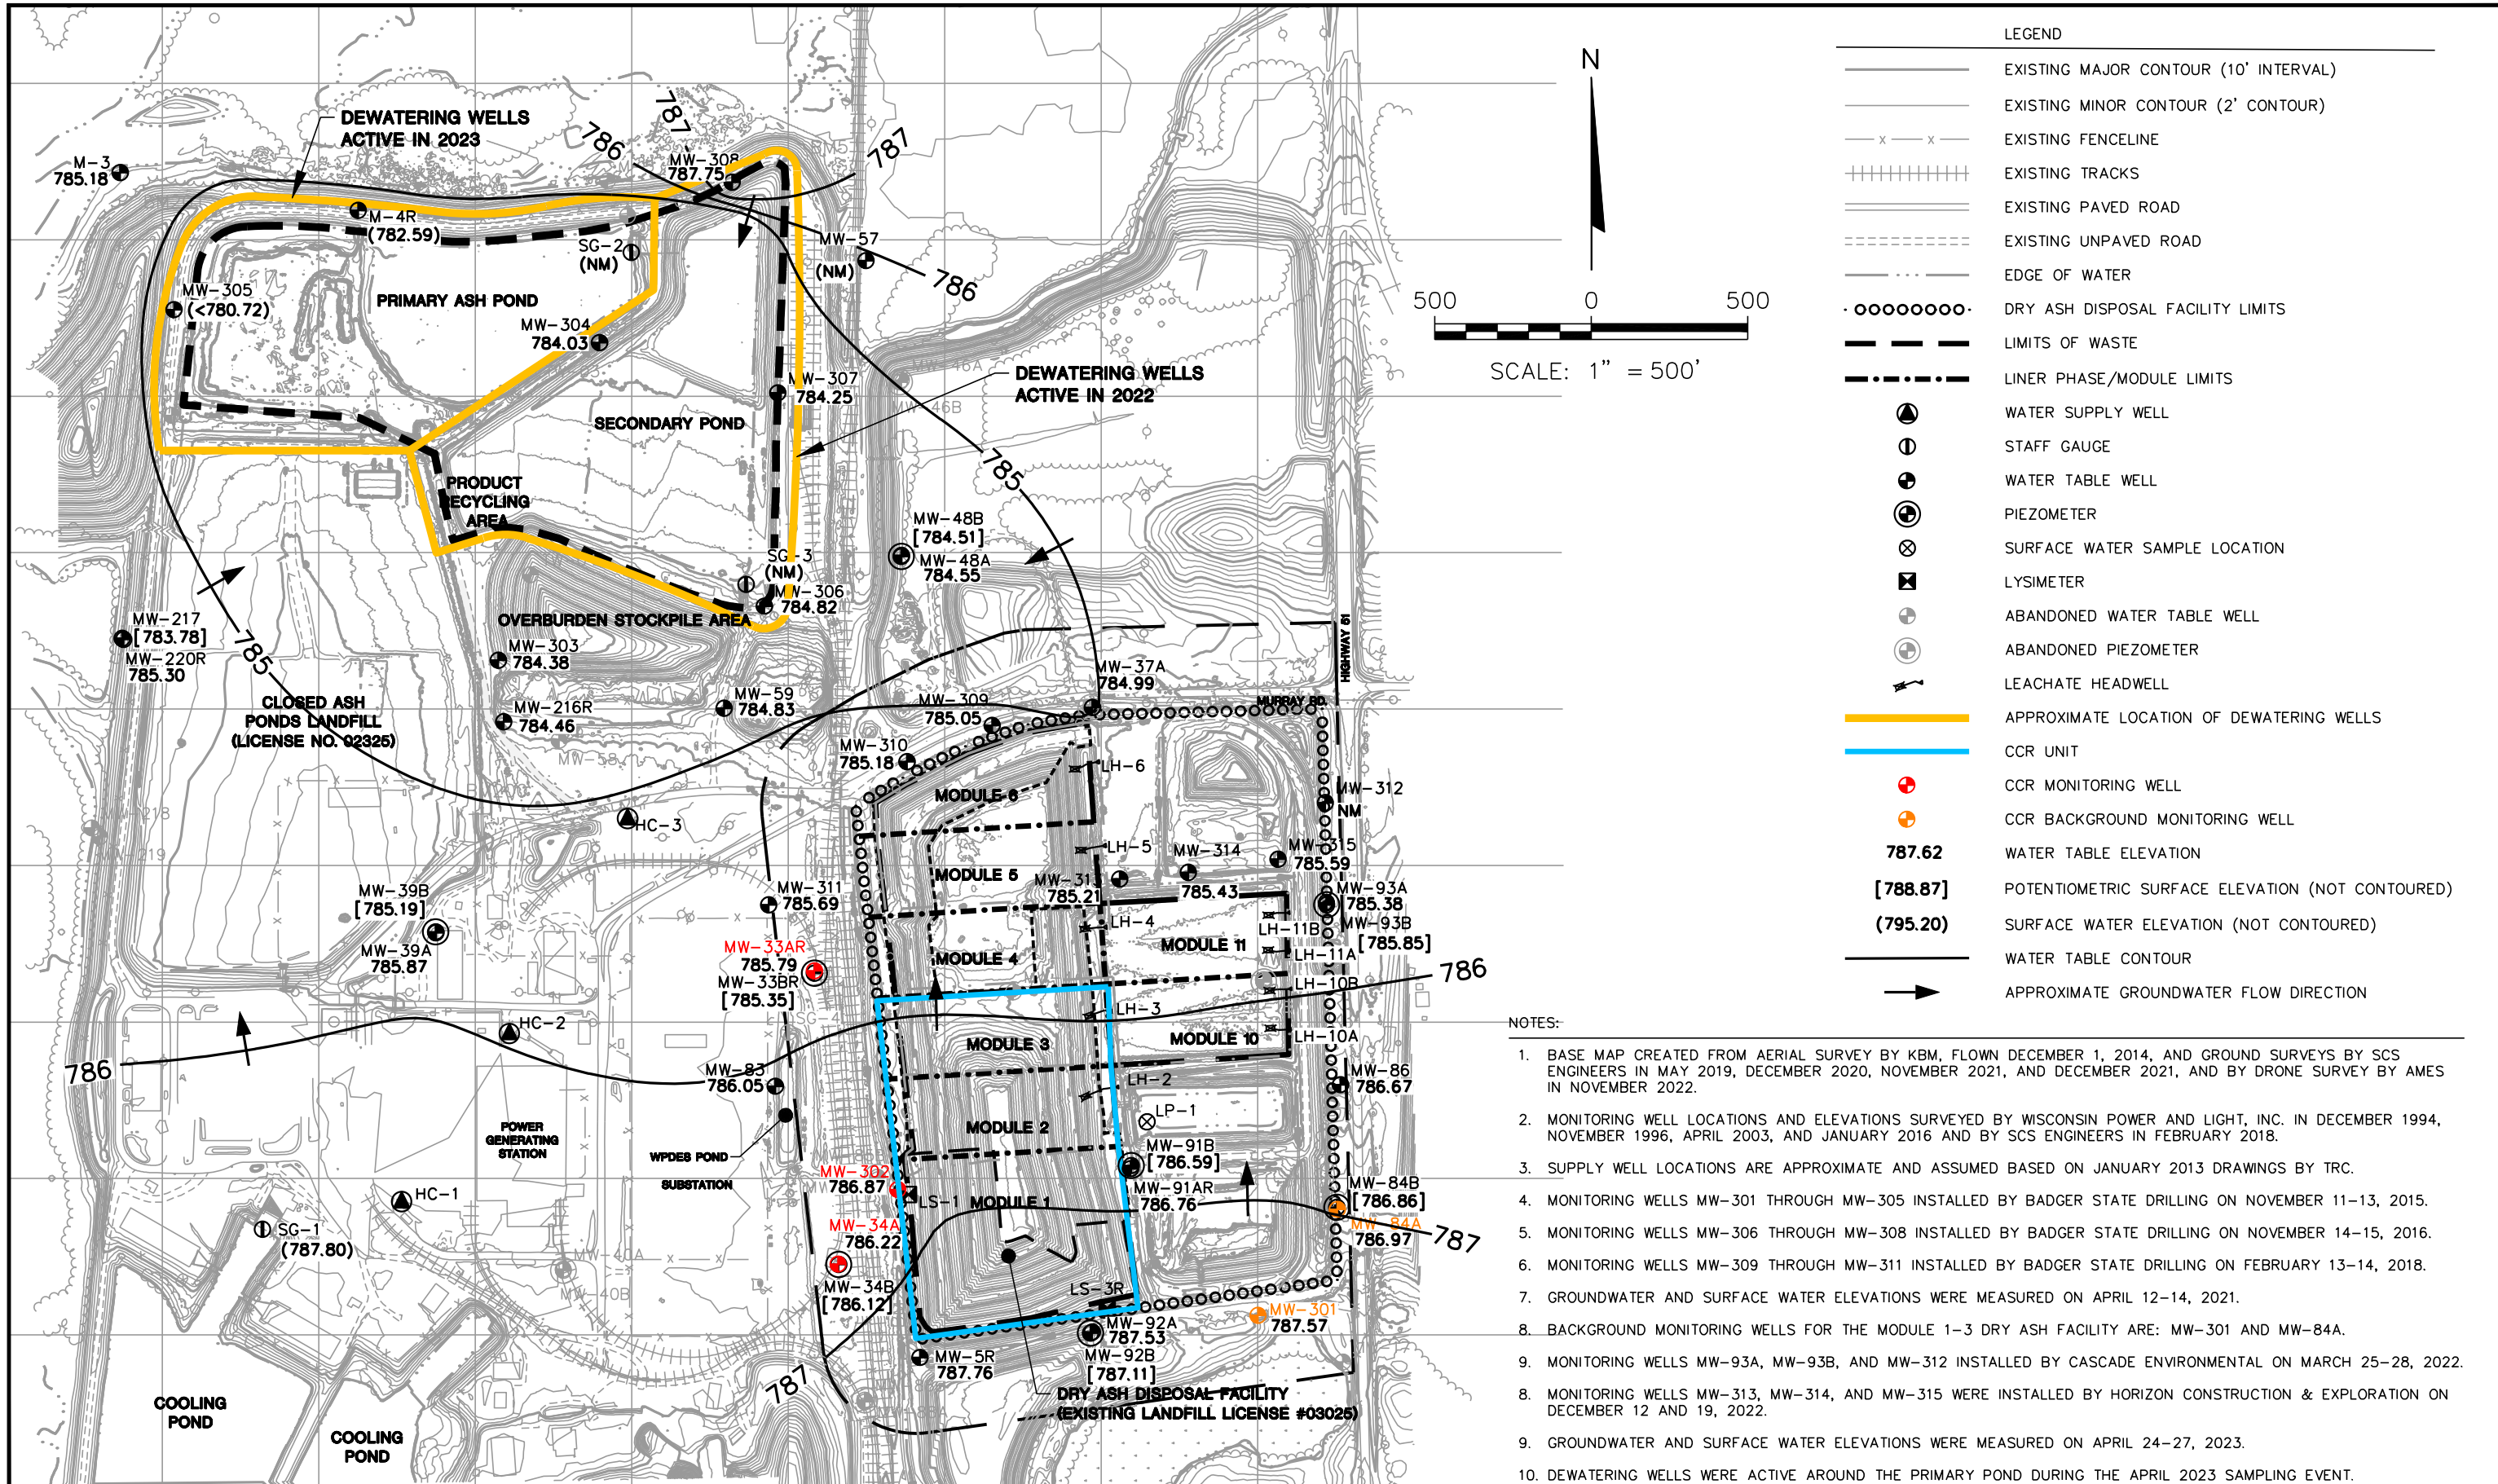 DEWATERING WELLS
ACTIVE IN 2023
M-3
785.18
787
786
787
MW-308
787.75
M-4R
(782.59)
SG-2
(NM)
MW-57
(NM)
786
MW-305
(<780.72)
PRIMARY ASH POND
MW-304
784.03
MW-46A
DEWATERING WELLS
ACTIVE IN 2022
MW-307
784.25
MW-46B
SECONDARY POND
785
PRODUCT
RECYCLING
AREA
MW-48B
[784.51]
MW-48A
784.55
SG-3
(NM)
MW-306
784.82
OVERBURDEN STOCKPILE AREA
MW-217
[783.78]
MW-220R
785.30
785
MW-303
784.38
HIGHWAY 51
MW-37A
784.99
CLOSED ASH
PONDS LANDFILL
(LICENSE NO. 02325)
MW-216R
784.46
MW-59
784.83
MW-309
785.05
MURRAY RD.
MW-58
MW-310
785.18
LH-6
MODULE 6
MW-312
NM
HC-3
LH-5
MW-314
785.43
MW-315
785.59
MODULE 5
MW-31
785.21
MW-39B
[785.19]
MW-39A
785.87
MW-311
785.69
MW-93A
785.38
MW-93B
[785.85]
LH-4
LH-11B
MODULE 11
LH-11A
MW-33AR
785.79
MW-33BR
[785.35]
MODULE 4
786
LH-10B
LH-3
HC-2
MODULE 3
MODULE 10
LH-10A
786
MW-83
786.05
LH-2
MW-86
786.67
LP-1
POWER
GENERATING
STATION
MODULE 2
WPDES POND
SUBSTATION
MW-91B
[786.59]
MW-91AR
786.76
MW-302
786.87
LS-1
MODULE 1
MW-84B
[786.86]
MW-84A
786.97
787
HC-1
SG-1
(787.80)
MW-34A
786.22
MW-34B
[786.12]
MW-40A
MW-40B
LS-3R
MW-301
787.57
MW-92A
787.53
MW-92B
[787.11]
MW-5R
787.76
787
DRY ASH DISPOSAL FACILITY
(EXISTING LANDFILL LICENSE #03025)
COOLING
POND
COOLING
POND
N
500 0 500
SCALE: 1" = 500'
LEGEND
EXISTING MAJOR CONTOUR (10' INTERVAL)
EXISTING MINOR CONTOUR (2' CONTOUR)
EXISTING FENCELINE
EXISTING TRACKS
EXISTING PAVED ROAD
EXISTING UNPAVED ROAD
EDGE OF WATER
DRY ASH DISPOSAL FACILITY LIMITS
LIMITS OF WASTE
LINER PHASE/MODULE LIMITS
WATER SUPPLY WELL
STAFF GAUGE
WATER TABLE WELL
PIEZOMETER
SURFACE WATER SAMPLE LOCATION
LYSIMETER
ABANDONED WATER TABLE WELL
ABANDONED PIEZOMETER
LEACHATE HEADWELL
APPROXIMATE LOCATION OF DEWATERING WELLS
CCR UNIT
CCR MONITORING WELL
CCR BACKGROUND MONITORING WELL
787.62 WATER TABLE ELEVATION
[788.87] POTENTIOMETRIC SURFACE ELEVATION (NOT CONTOURED)
(795.20) SURFACE WATER ELEVATION (NOT CONTOURED)
WATER TABLE CONTOUR
APPROXIMATE GROUNDWATER FLOW DIRECTION
NOTES:
1. BASE MAP CREATED FROM AERIAL SURVEY BY KBM, FLOWN DECEMBER 1, 2014, AND GROUND SURVEYS BY SCS
ENGINEERS IN MAY 2019, DECEMBER 2020, NOVEMBER 2021, AND DECEMBER 2021, AND BY DRONE SURVEY BY AMES
IN NOVEMBER 2022.
2. MONITORING WELL LOCATIONS AND ELEVATIONS SURVEYED BY WISCONSIN POWER AND LIGHT, INC. IN DECEMBER 1994,
NOVEMBER 1996, APRIL 2003, AND JANUARY 2016 AND BY SCS ENGINEERS IN FEBRUARY 2018.
3. SUPPLY WELL LOCATIONS ARE APPROXIMATE AND ASSUMED BASED ON JANUARY 2013 DRAWINGS BY TRC.
4. MONITORING WELLS MW-301 THROUGH MW-305 INSTALLED BY BADGER STATE DRILLING ON NOVEMBER 11-13, 2015.
5. MONITORING WELLS MW-306 THROUGH MW-308 INSTALLED BY BADGER STATE DRILLING ON NOVEMBER 14-15, 2016.
6. MONITORING WELLS MW-309 THROUGH MW-311 INSTALLED BY BADGER STATE DRILLING ON FEBRUARY 13-14, 2018.
7. GROUNDWATER AND SURFACE WATER ELEVATIONS WERE MEASURED ON APRIL 12-14, 2021.
8. BACKGROUND MONITORING WELLS FOR THE MODULE 1-3 DRY ASH FACILITY ARE: MW-301 AND MW-84A.
9. MONITORING WELLS MW-93A, MW-93B, AND MW-312 INSTALLED BY CASCADE ENVIRONMENTAL ON MARCH 25-28, 2022.
8. MONITORING WELLS MW-313, MW-314, AND MW-315 WERE INSTALLED BY HORIZON CONSTRUCTION & EXPLORATION ON
DECEMBER 12 AND 19, 2022.
9. GROUNDWATER AND SURFACE WATER ELEVATIONS WERE MEASURED ON APRIL 24-27, 2023.
10. DEWATERING WELLS WERE ACTIVE AROUND THE PRIMARY POND DURING THE APRIL 2023 SAMPLING EVENT.